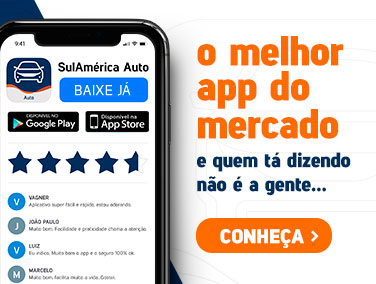 9:41
SulAmérica Auto
Auto
BAIXE JÁ
DISPONÍVEL NO
Google Play
Disponível na
App Store
VAGNER
V
Aplicativo super fácil e rápido, estou adorando.
JOÃO PAULO
J
Muito bom. Facilidade e praticidade chama a atenção.
LUIZ
V
Eu indico. Muito bom e app e o seguro 100% ok.
MARCELO
M
Muito bom, facilita muito a vida, Gostei.
o melhor
app do
mercado
e quem tá dizendo
não é a gente...
CONHEÇA >